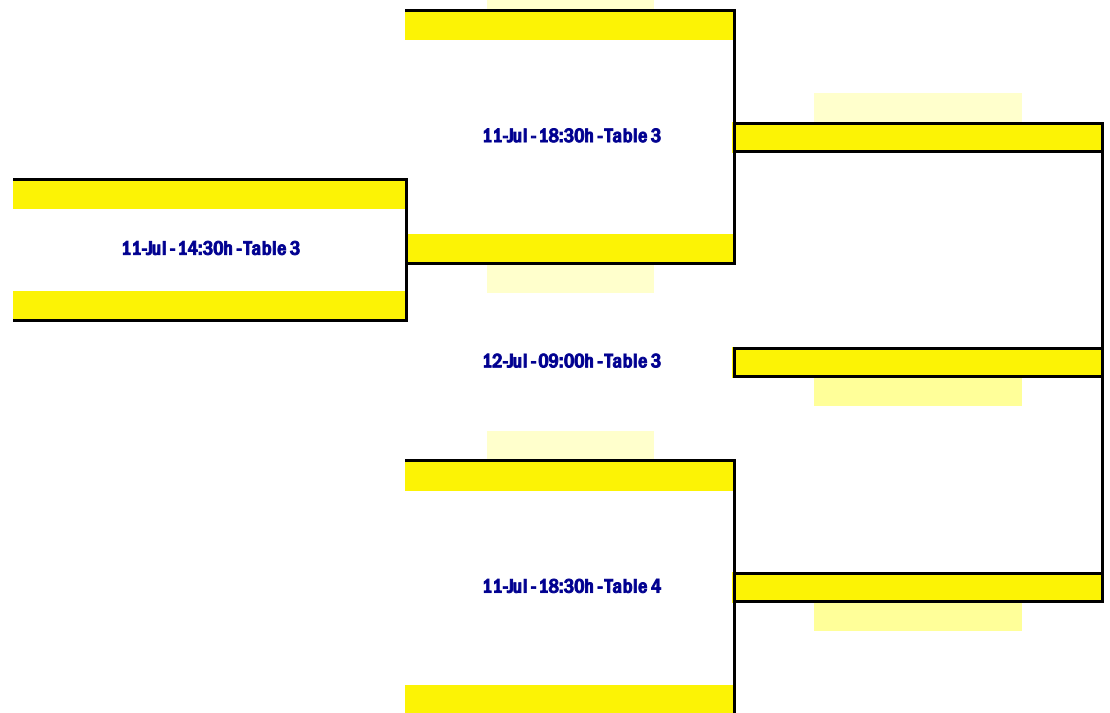 11-Jul - 18:30h -Table 3
11-Jul - 14:30h -Table 3
12-Jul - 09:00h -Table 3
11-Jul - 18:30h -Table 4